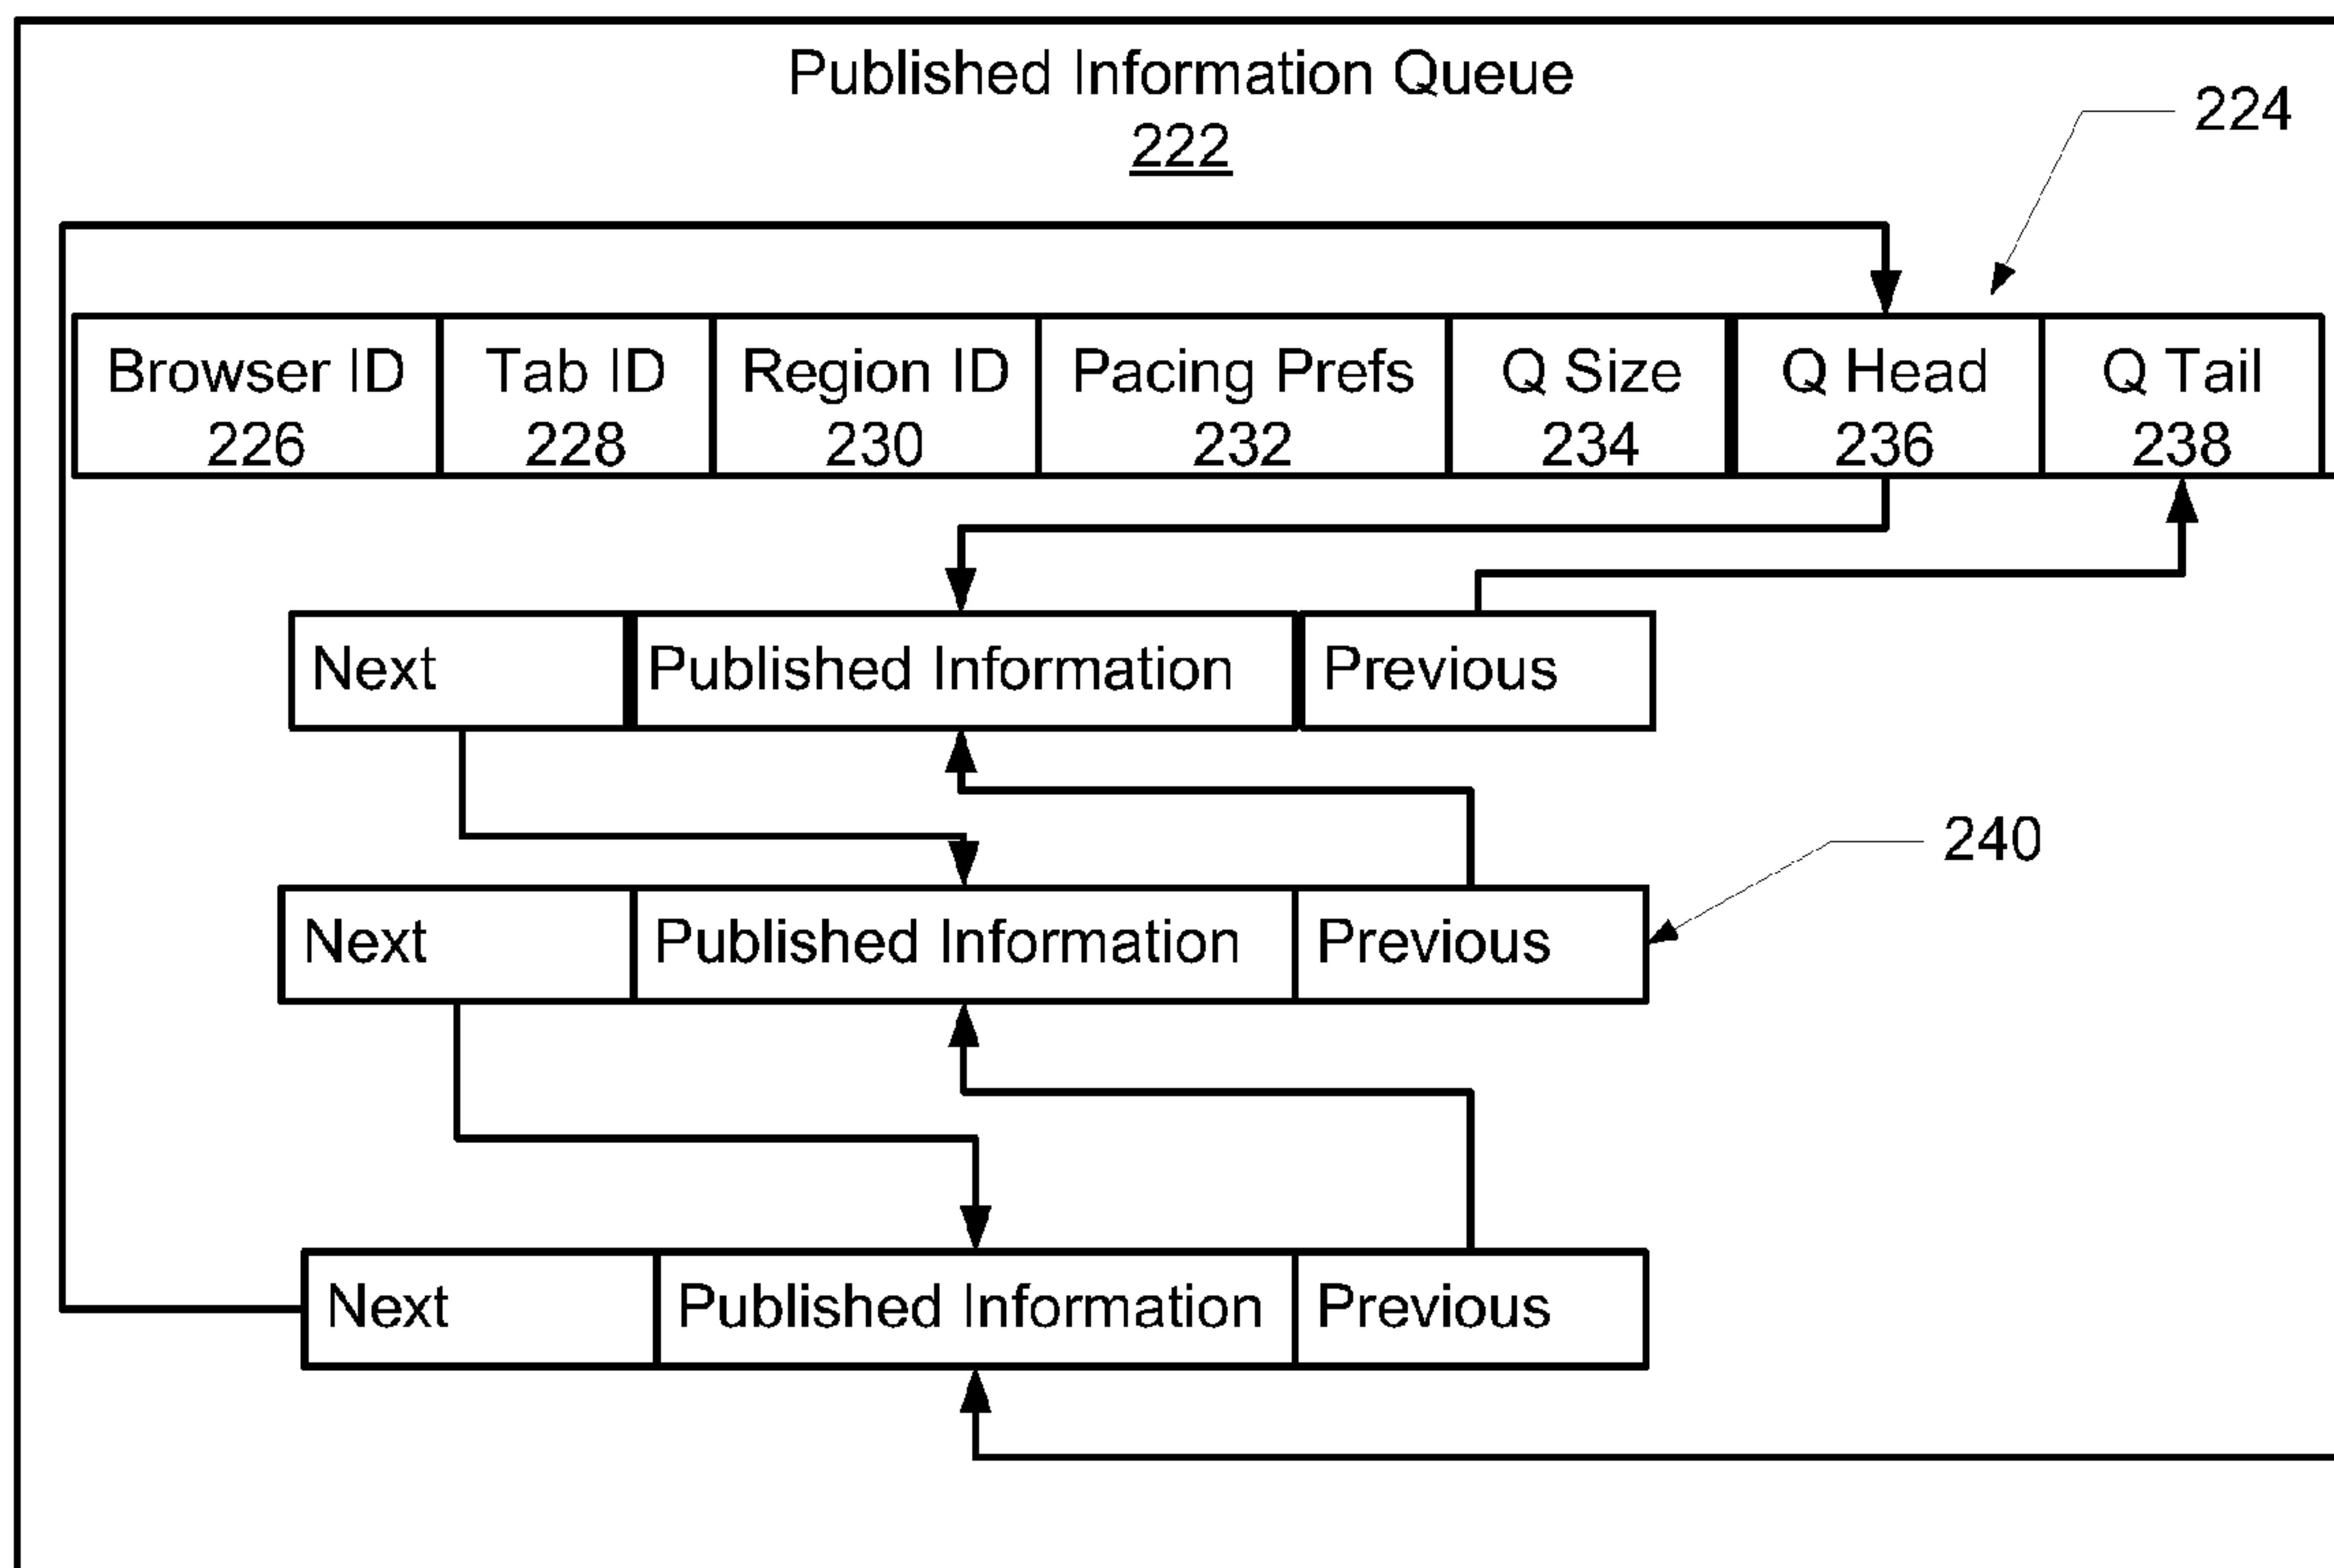 Published Information Queue
222
224
Browser ID Tab ID Region ID Pacing Prefs Q Size Q Head Q Tail
226 228 230 232 234 236 238
Next Published Information Previous
240
Next Published Information Previous
Next Published Information Previous